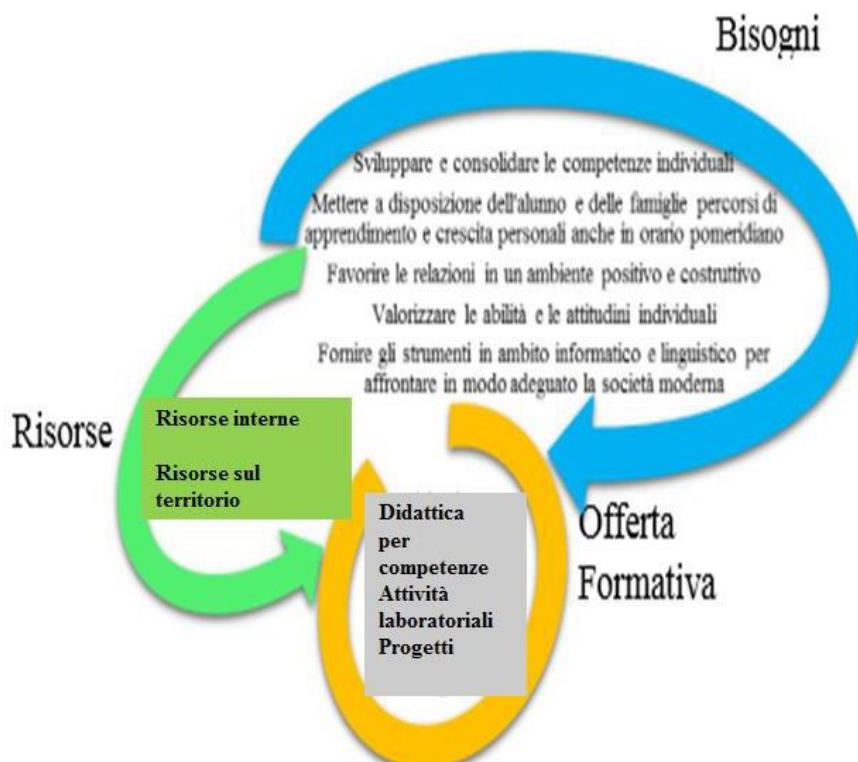 Bisogni
Sviluppare e consolidare le competenze individuali
Mettere a disposizione dell'alunno e delle famiglie percorsi di
apprendimento e crescita personali anche in orario pomeridiano
Favorire le relazioni in un ambiente positivo e costruttivo
Valorizzare le abilità e le attitudini individuali
Fornire gli strumenti in ambito informatico e linguistico per
affrontare in modo adeguato la società moderna
Risorse
Risorse interne
Risorse sul
territorio
Didattica
per
competenze
Attività
laboratoriali
Progetti
Offerta
Formativa